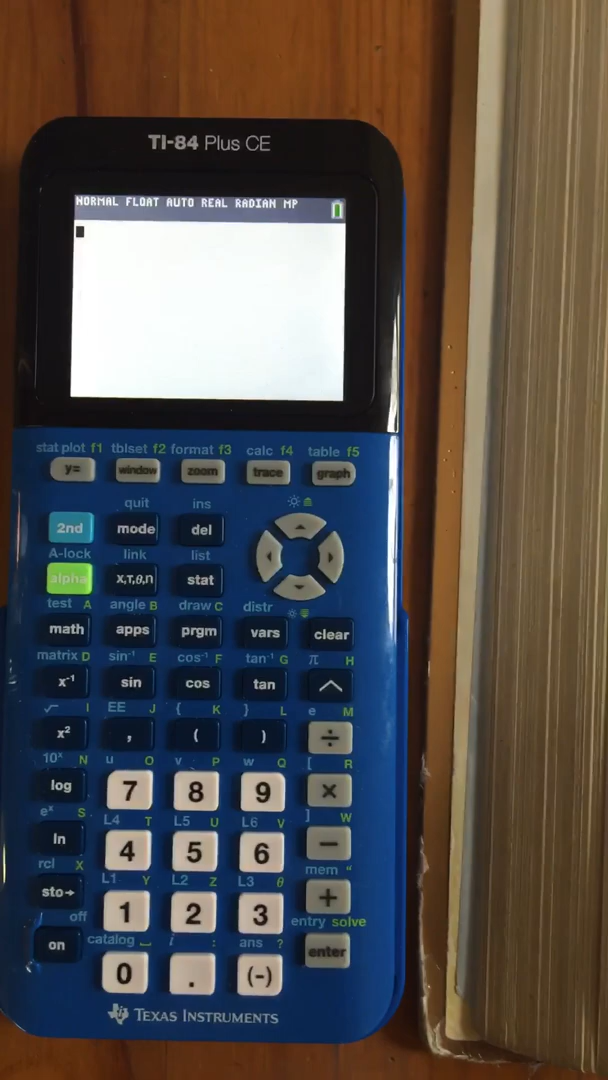 TI-84 Plus CE
NORMAL FLOAT AUTO REAL RADIAN MP
stat plot f1 tblset f2 format f3 calc f4 table f5
y= window zoom trace graph
quit ins
2nd mode del
A-lock link list
alpha X,T,θ,n stat
test A angle B draw C distr
math apps prgm vars clear
matrix D sin⁻¹ E cos⁻¹ F tan⁻¹ G π H
x⁻¹ sin cos tan ^
√ I EE J { K } L e M
x² , ( ) ÷
10ˣ N u O v P w Q [ R
log 7 8 9 ×
eˣ S L4 T L5 U L6 V ] W
ln 4 5 6 −
rcl X L1 Y L2 Z L3 θ mem "
sto→ 1 2 3 +
off catalog i : ans ? entry solve
on 0 . (-) enter
TEXAS INSTRUMENTS